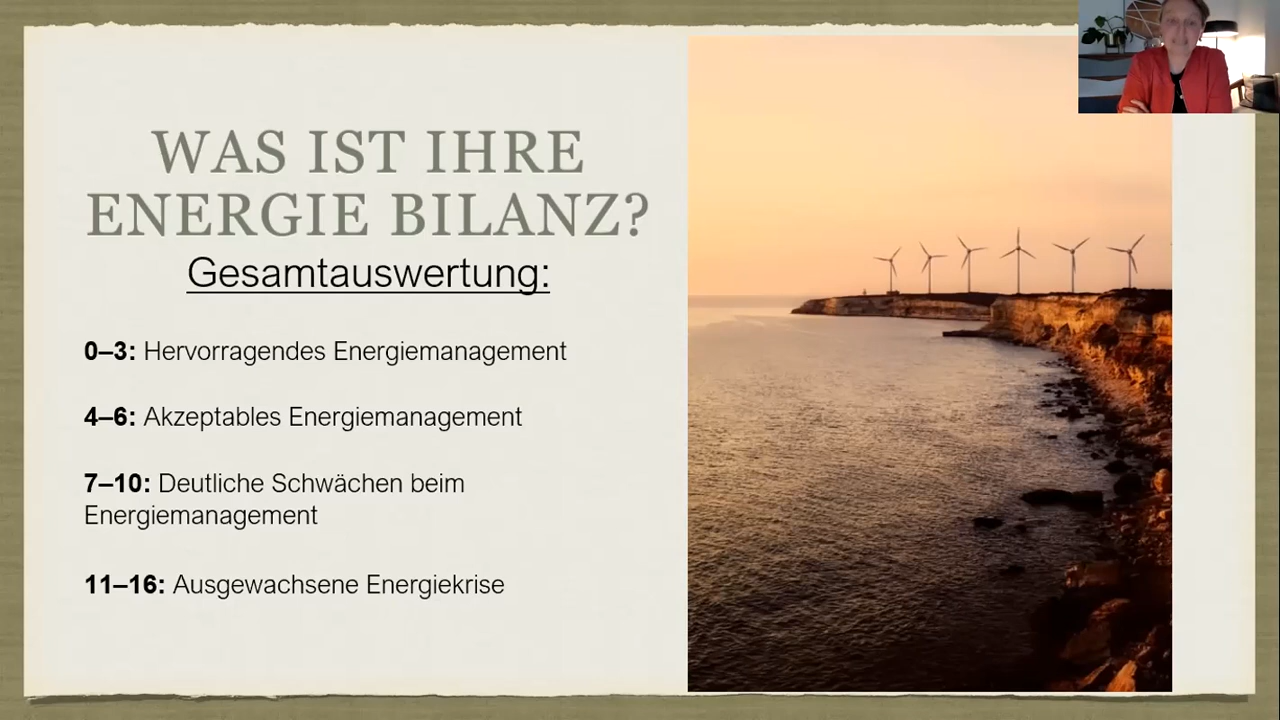 WAS IST IHRE
ENERGIE BILANZ?
Gesamtauswertung:
0–3: Hervorragendes Energiemanagement
4–6: Akzeptables Energiemanagement
7–10: Deutliche Schwächen beim
Energiemanagement
11–16: Ausgewachsene Energiekrise